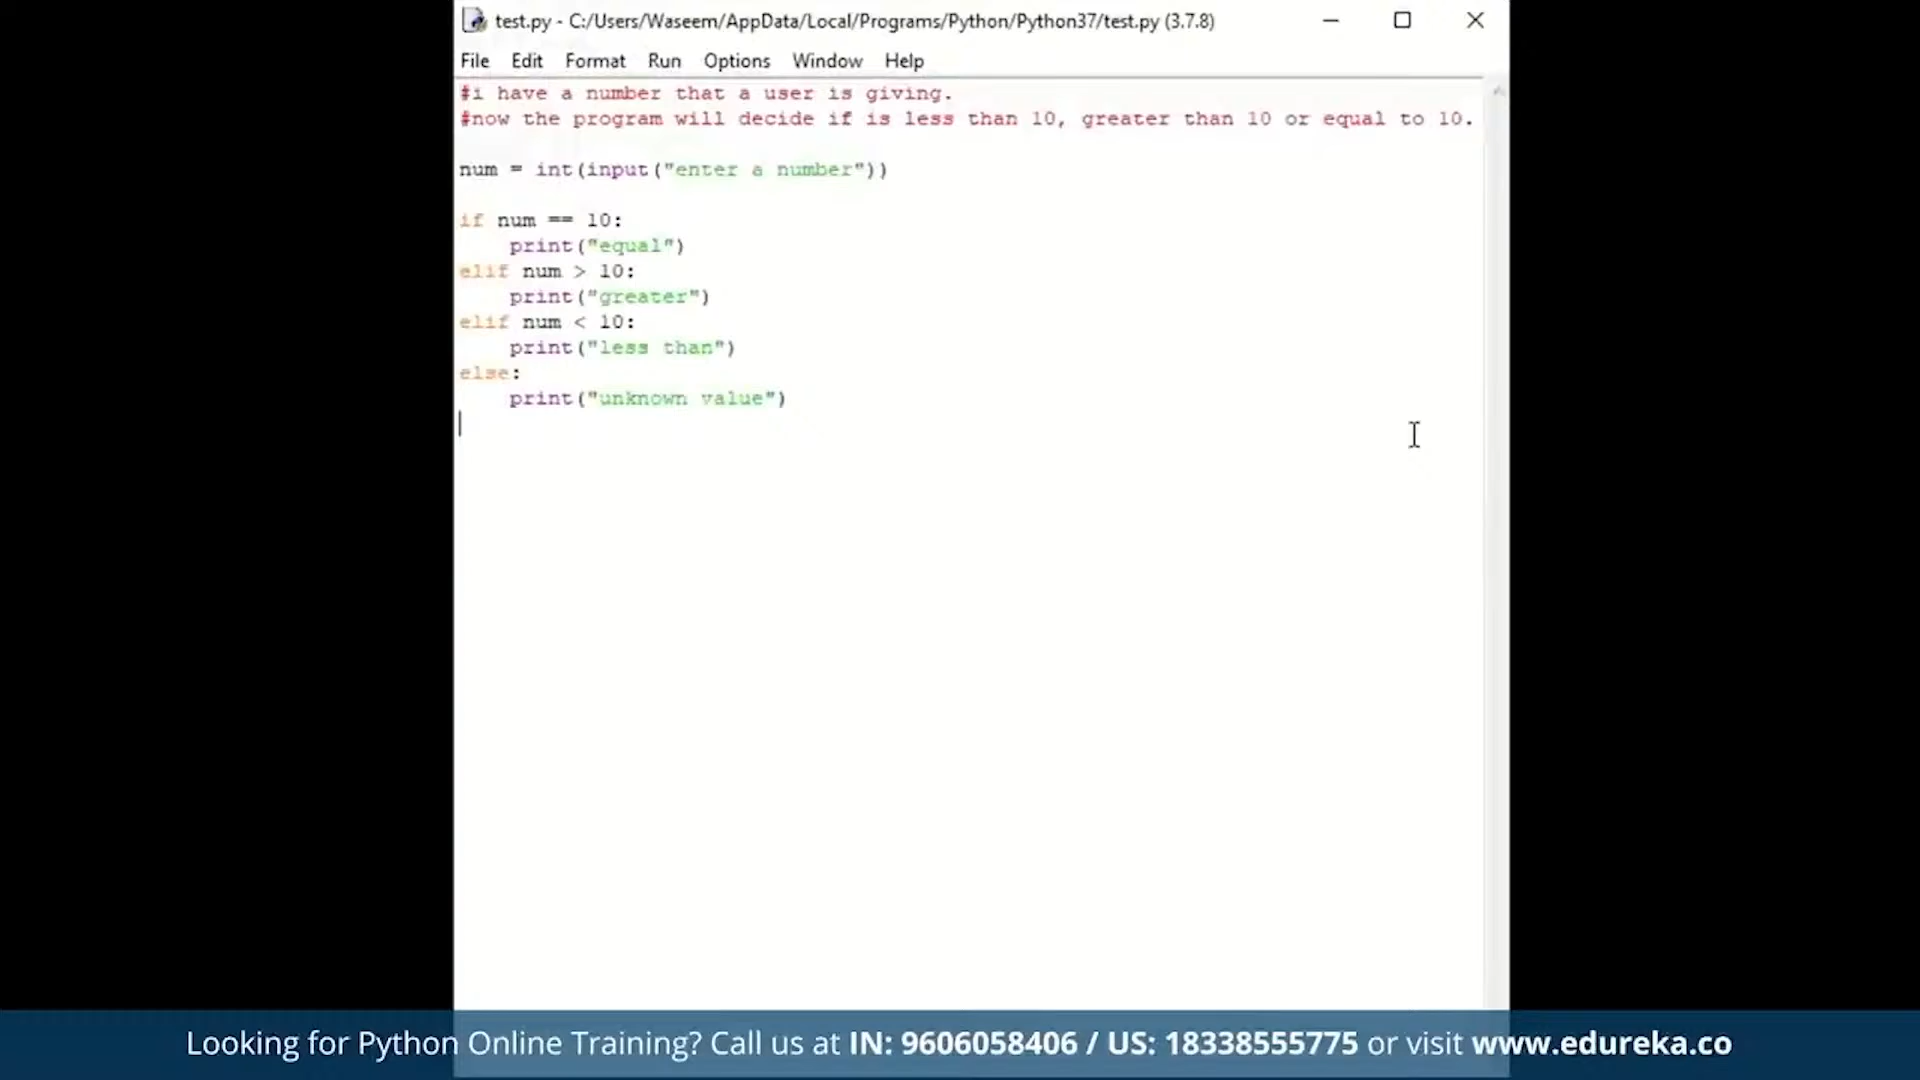 test.py - C:/Users/Waseem/AppData/Local/Programs/Python/Python37/test.py (3.7.8)
File Edit Format Run Options Window Help
#i have a number that a user is giving.
#now the program will decide if is less than 10, greater than 10 or equal to 10.
num = int(input("enter a number"))
if num == 10:
    print("equal")
elif num > 10:
    print("greater")
elif num < 10:
    print("less than")
else:
    print("unknown value")
Looking for Python Online Training? Call us at IN: 9606058406 / US: 18338555775 or visit www.edureka.co